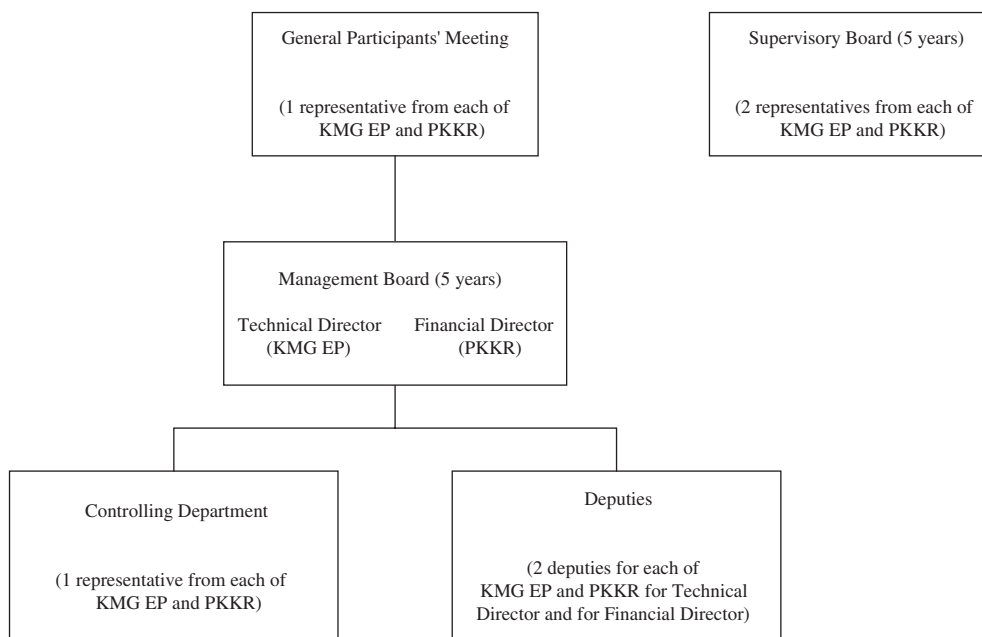 General Participants' Meeting
(1 representative from each of
KMG EP and PKKR)
Supervisory Board (5 years)
(2 representatives from each of
KMG EP and PKKR)
Management Board (5 years)
Technical Director
(KMG EP)
Financial Director
(PKKR)
Controlling Department
(1 representative from each of
KMG EP and PKKR)
Deputies
(2 deputies for each of
KMG EP and PKKR for Technical
Director and for Financial Director)